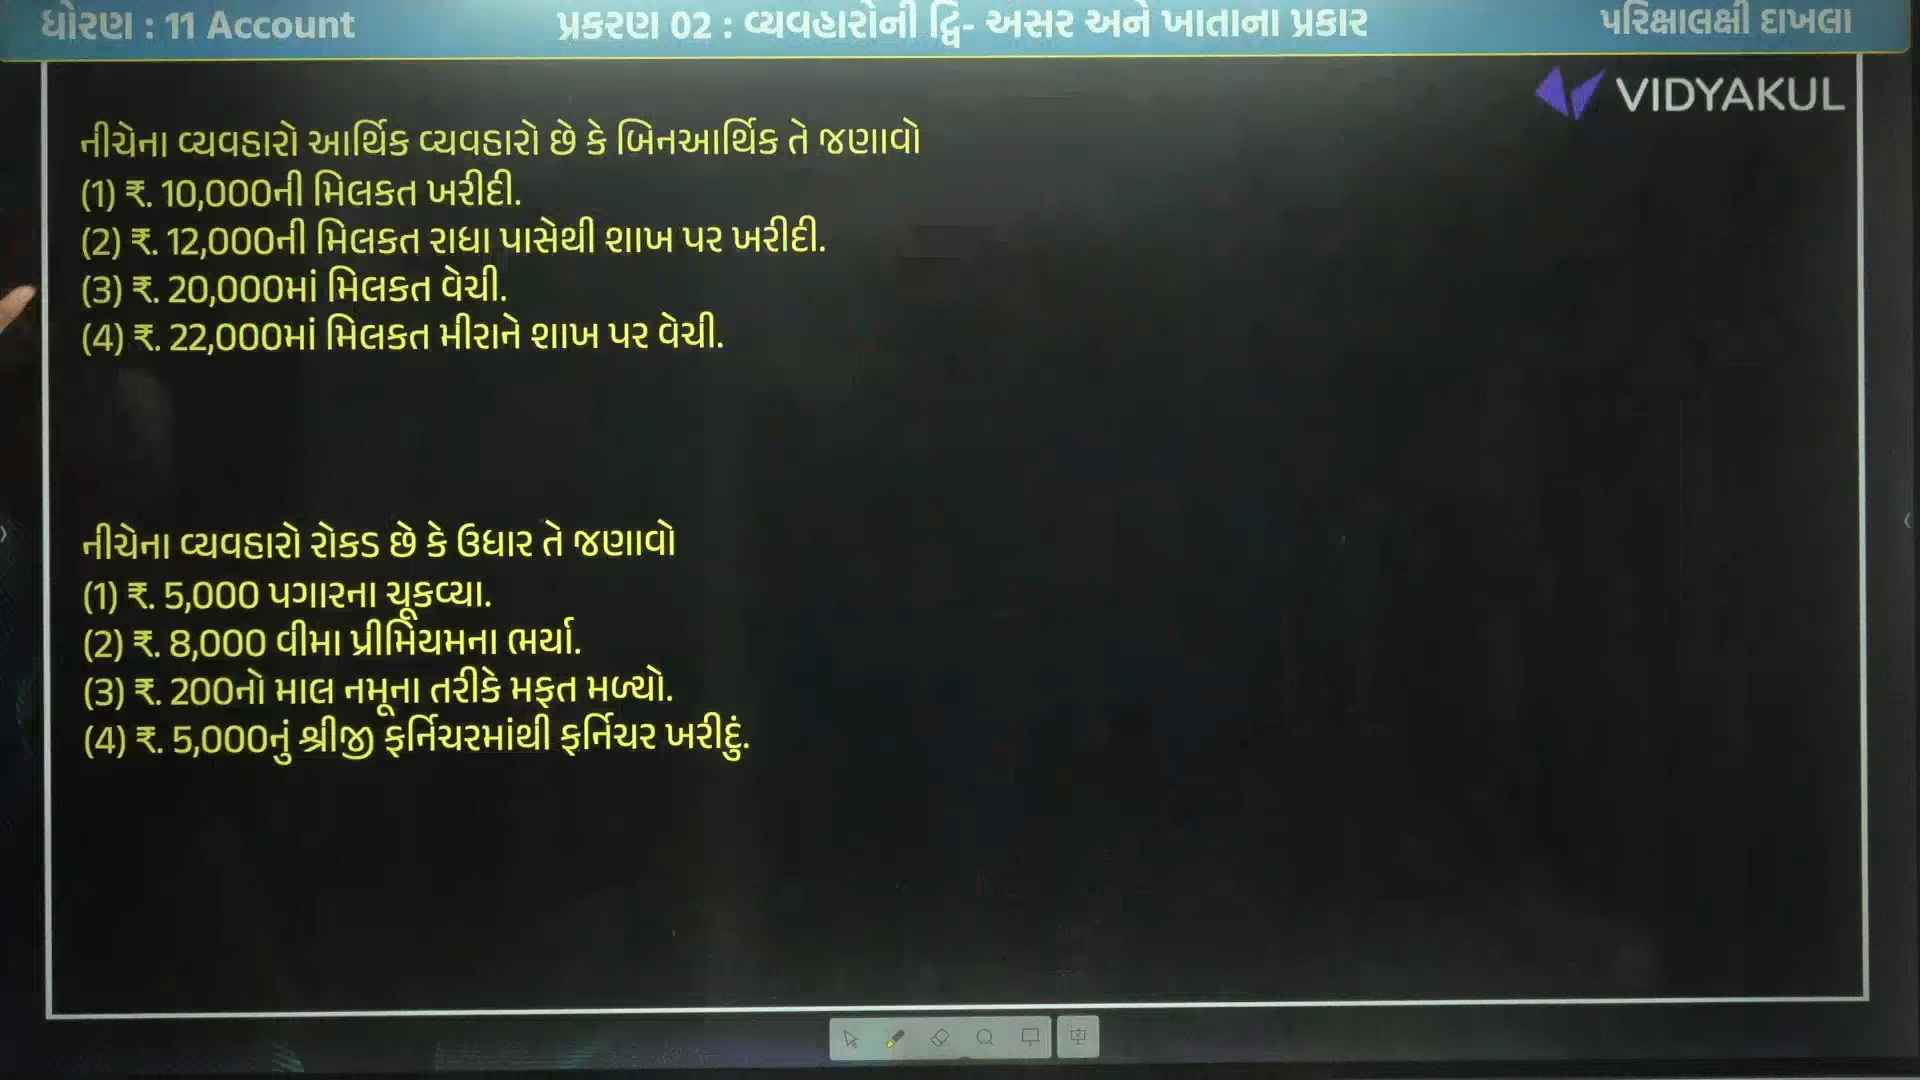 ધોરણ : 11 Account
પ્રકરણ 02 : વ્યવહારોની દ્વિ- અસર અને ખાતાના પ્રકાર
પરિક્ષાલક્ષી દાખલા
VIDYAKUL
નીચેના વ્યવહારો આર્થિક વ્યવહારો છે કે બિનઆર્થિક તે જણાવો
(1) ₹. 10,000ની મિલકત ખરીદી.
(2) ₹. 12,000ની મિલકત રાધા પાસેથી શાખ પર ખરીદી.
(3) ₹. 20,000માં મિલકત વેચી.
(4) ₹. 22,000માં મિલકત મીરાને શાખ પર વેચી.
નીચેના વ્યવહારો રોકડ છે કે ઉધાર તે જણાવો
(1) ₹. 5,000 પગારના ચૂકવ્યા.
(2) ₹. 8,000 વીમા પ્રીમિયમના ભર્યા.
(3) ₹. 200નો માલ નમૂના તરીકે મફત મળ્યો.
(4) ₹. 5,000નું શ્રીજી ફર્નિચરમાંથી ફર્નિચર ખરીદ્યું.